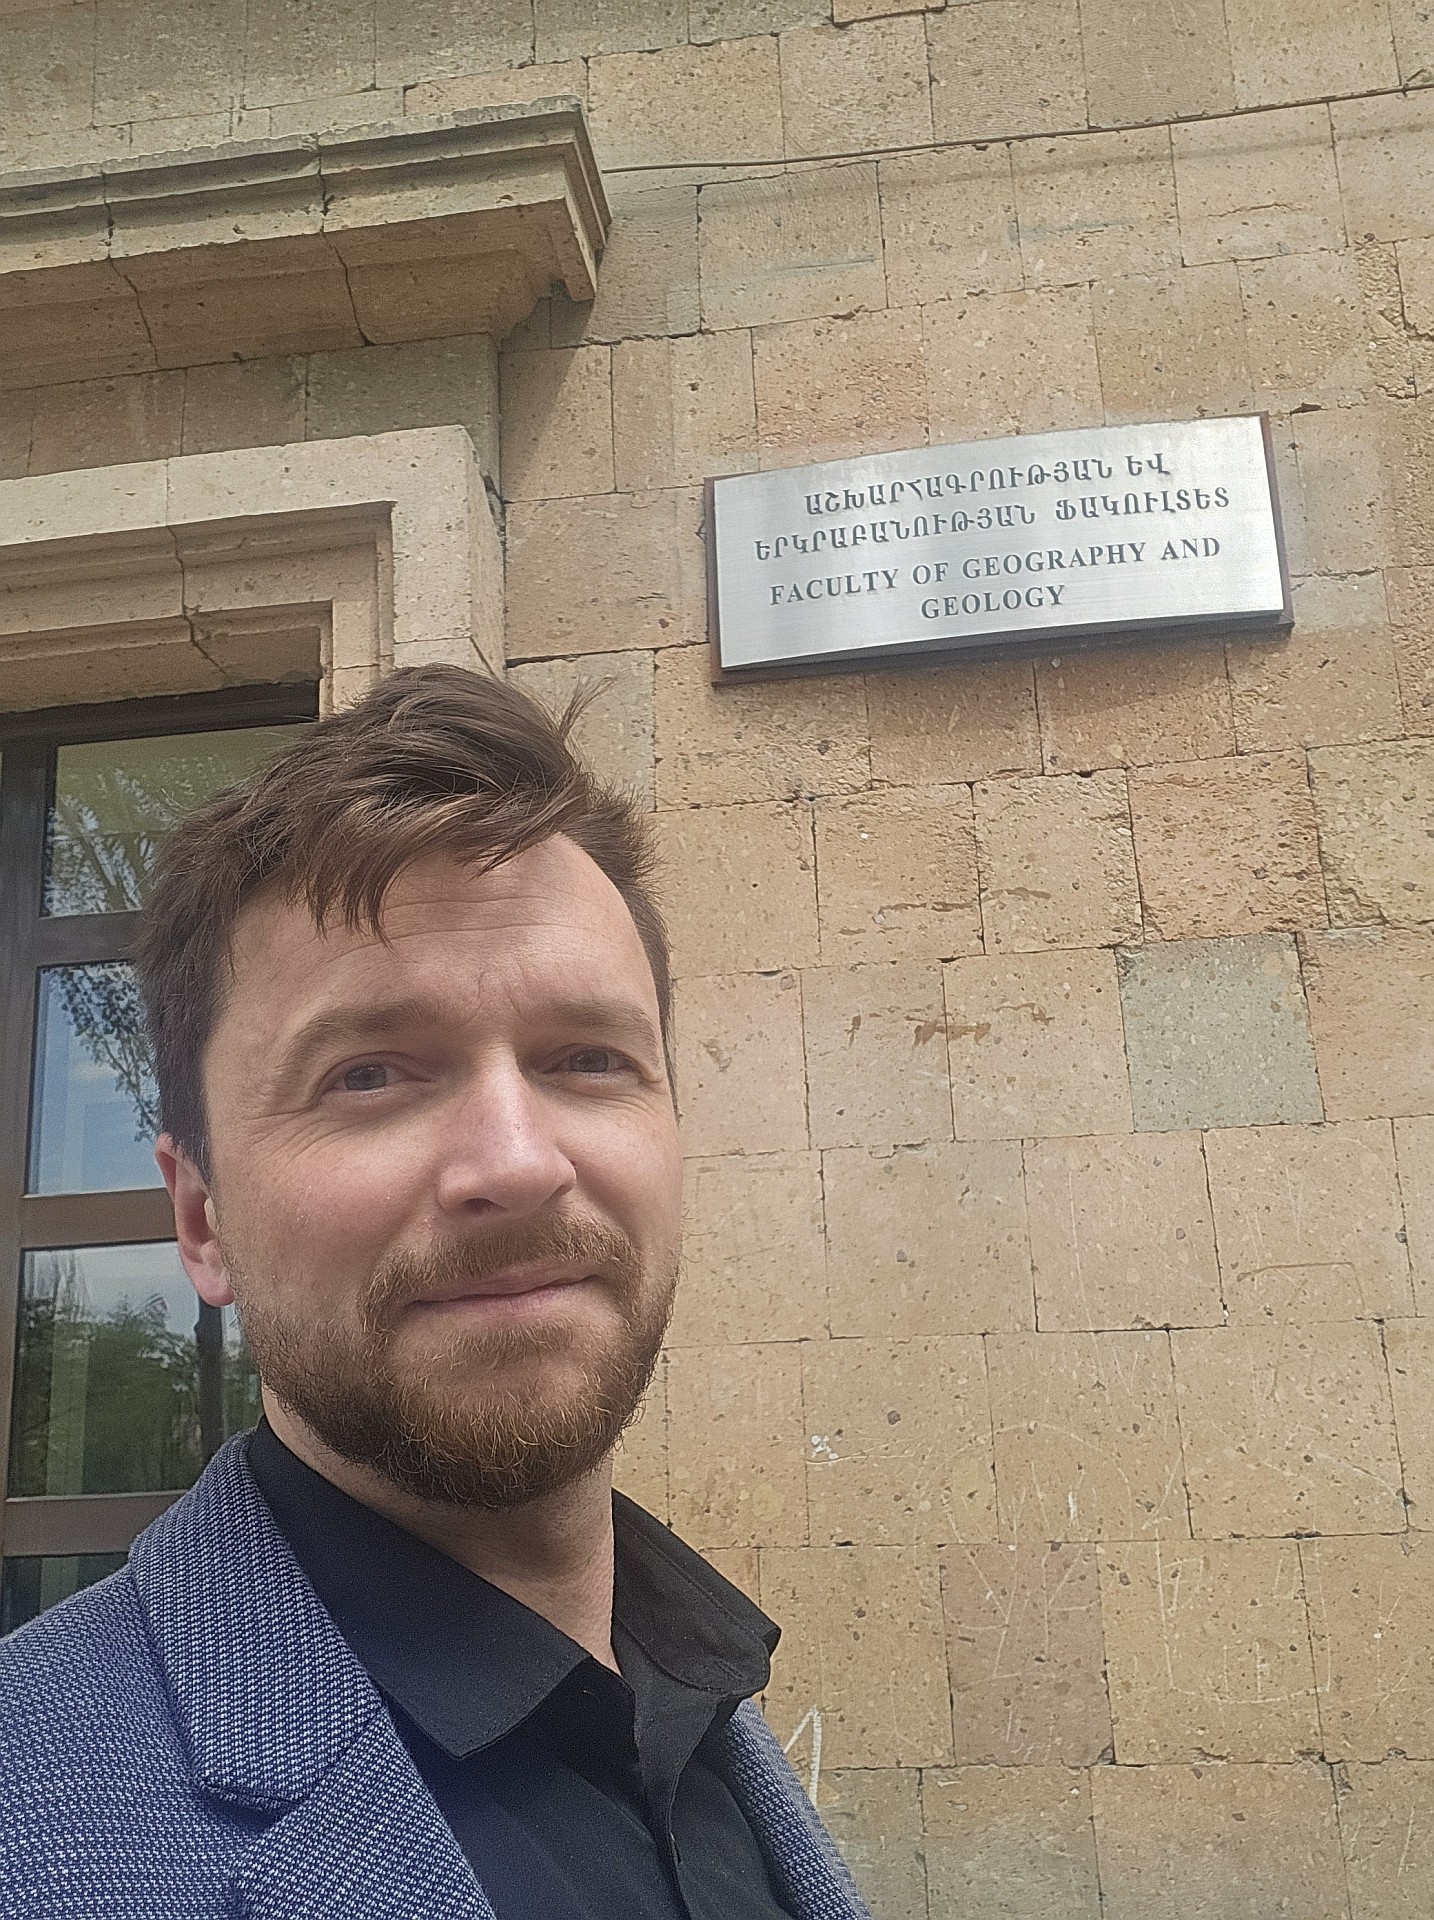 ԱՇԽԱՐՀԱԳՐՈՒԹՅԱՆ ԵՎ
ԵՐԿՐԱԲԱՆՈՒԹՅԱՆ ՖԱԿՈՒԼՏԵՏ
FACULTY OF GEOGRAPHY AND
GEOLOGY